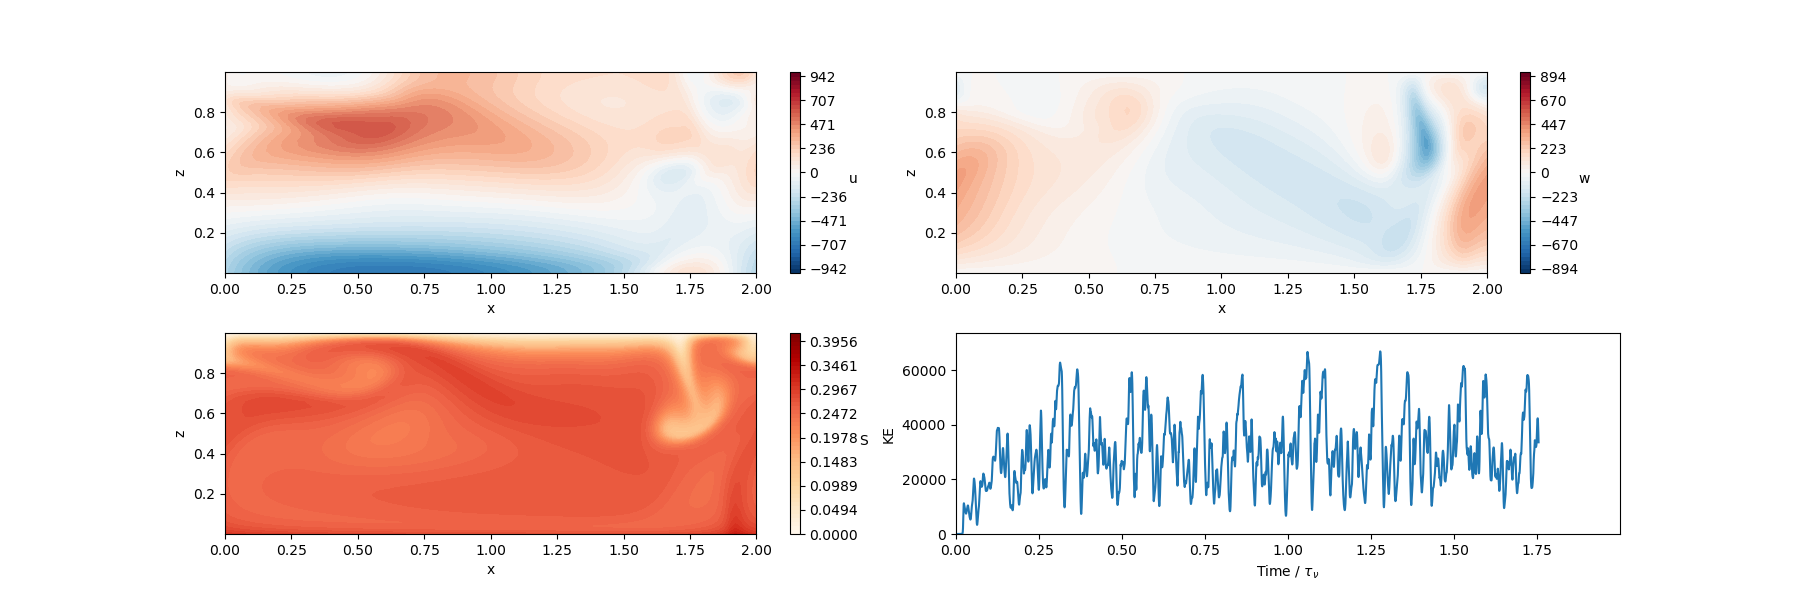 0.8
0.6
0.4
0.2
z
0.00 0.25 0.50 0.75 1.00 1.25 1.50 1.75 2.00
x
942
707
471
236
0
−236
−471
−707
−942
u
0.8
0.6
0.4
0.2
z
0.00 0.25 0.50 0.75 1.00 1.25 1.50 1.75 2.00
x
894
670
447
223
0
−223
−447
−670
−894
w
0.8
0.6
0.4
0.2
z
0.00 0.25 0.50 0.75 1.00 1.25 1.50 1.75 2.00
x
0.3956
0.3461
0.2967
0.2472
0.1978
0.1483
0.0989
0.0494
0.0000
S
60000
40000
20000
0
KE
0.00 0.25 0.50 0.75 1.00 1.25 1.50 1.75
Time / τν